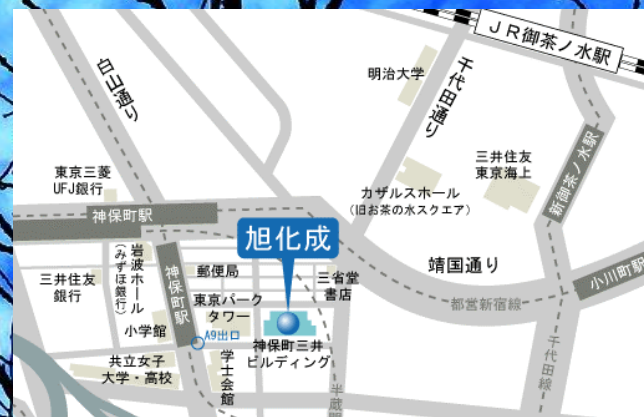 JR御茶ノ水駅
白山通り
明治大学
千代田通り
東京三菱
UFJ銀行
三井住友
東京海上
新御茶ノ水駅
カザルスホール
(旧お茶の水スクエア)
神保町駅
旭化成
靖国通り
小川町駅
岩波ホール
(みずほ銀行)
神保町駅
郵便局
三省堂
書店
三井住友
銀行
東京パーク
タワー
都営新宿線
小学館
A9出口
神保町三井
ビルディング
共立女子
大学・高校
学士会館
半蔵
千代田線